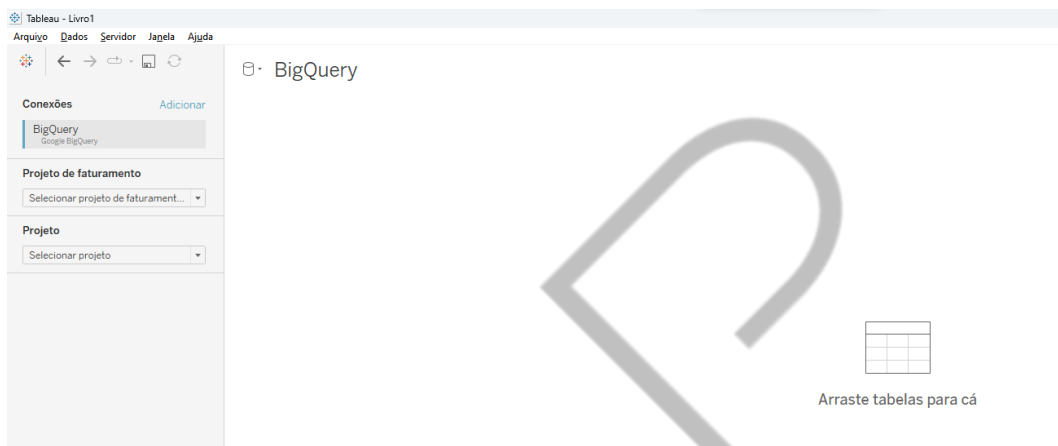 Tableau - Livro1
Arquivo Dados Servidor Janela Ajuda
BigQuery
Conexões Adicionar
BigQuery
Google BigQuery
Projeto de faturamento
Selecionar projeto de faturament...
Projeto
Selecionar projeto
Arraste tabelas para cá